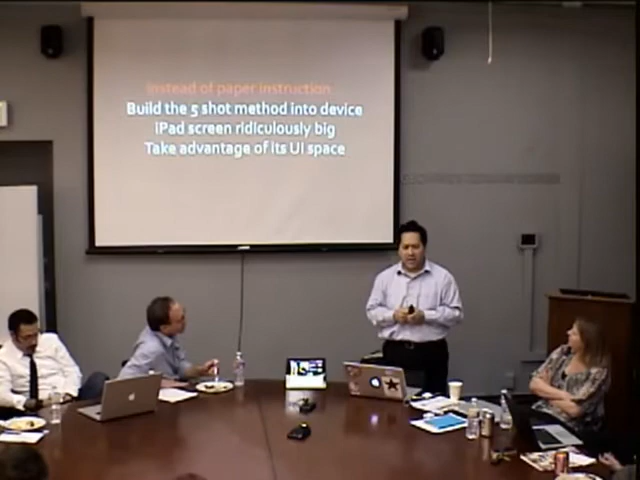 Instead of paper instruction
Build the 5 shot method into device
iPad screen ridiculously big
Take advantage of its UI space